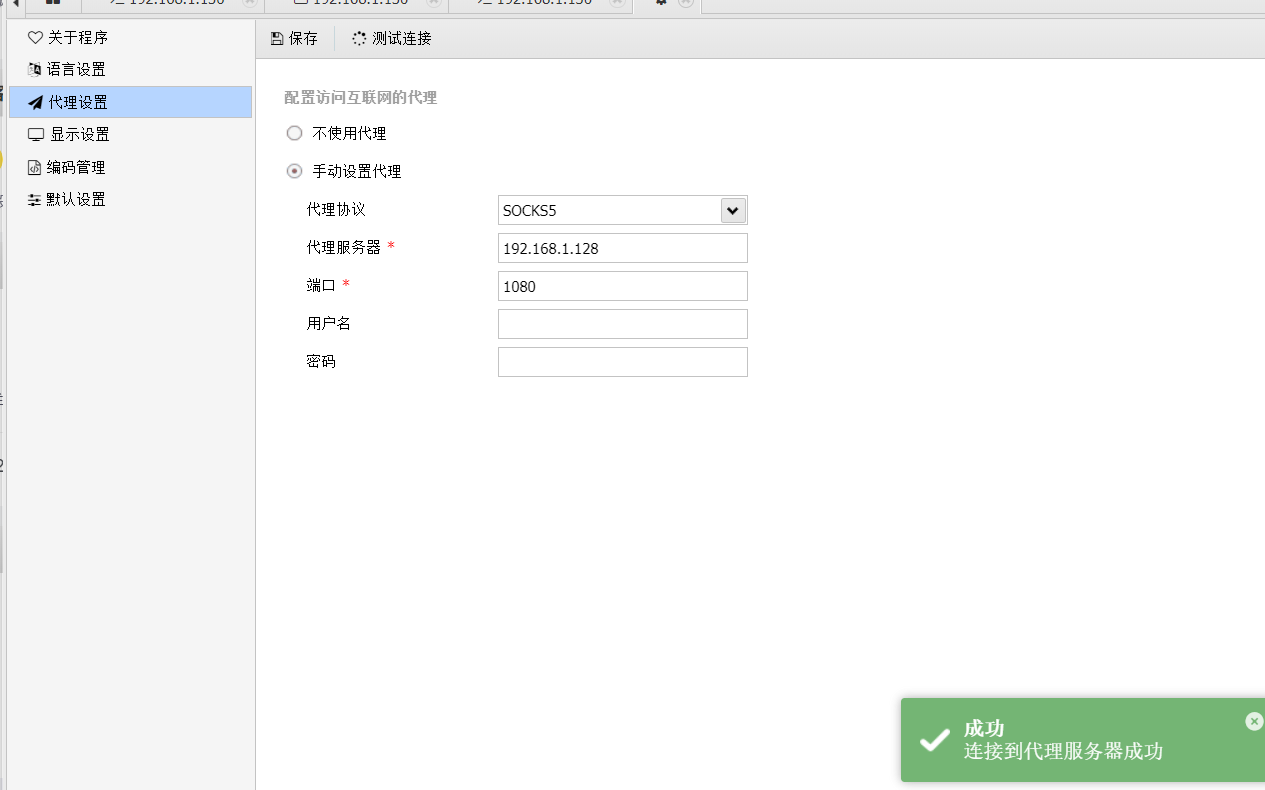 192.168.1.130
192.168.1.130
192.168.1.130
关于程序
语言设置
代理设置
显示设置
编码管理
默认设置
保存
测试连接
配置访问互联网的代理
不使用代理
手动设置代理
代理协议
SOCKS5
代理服务器 *
192.168.1.128
端口 *
1080
用户名
密码
成功
连接到代理服务器成功